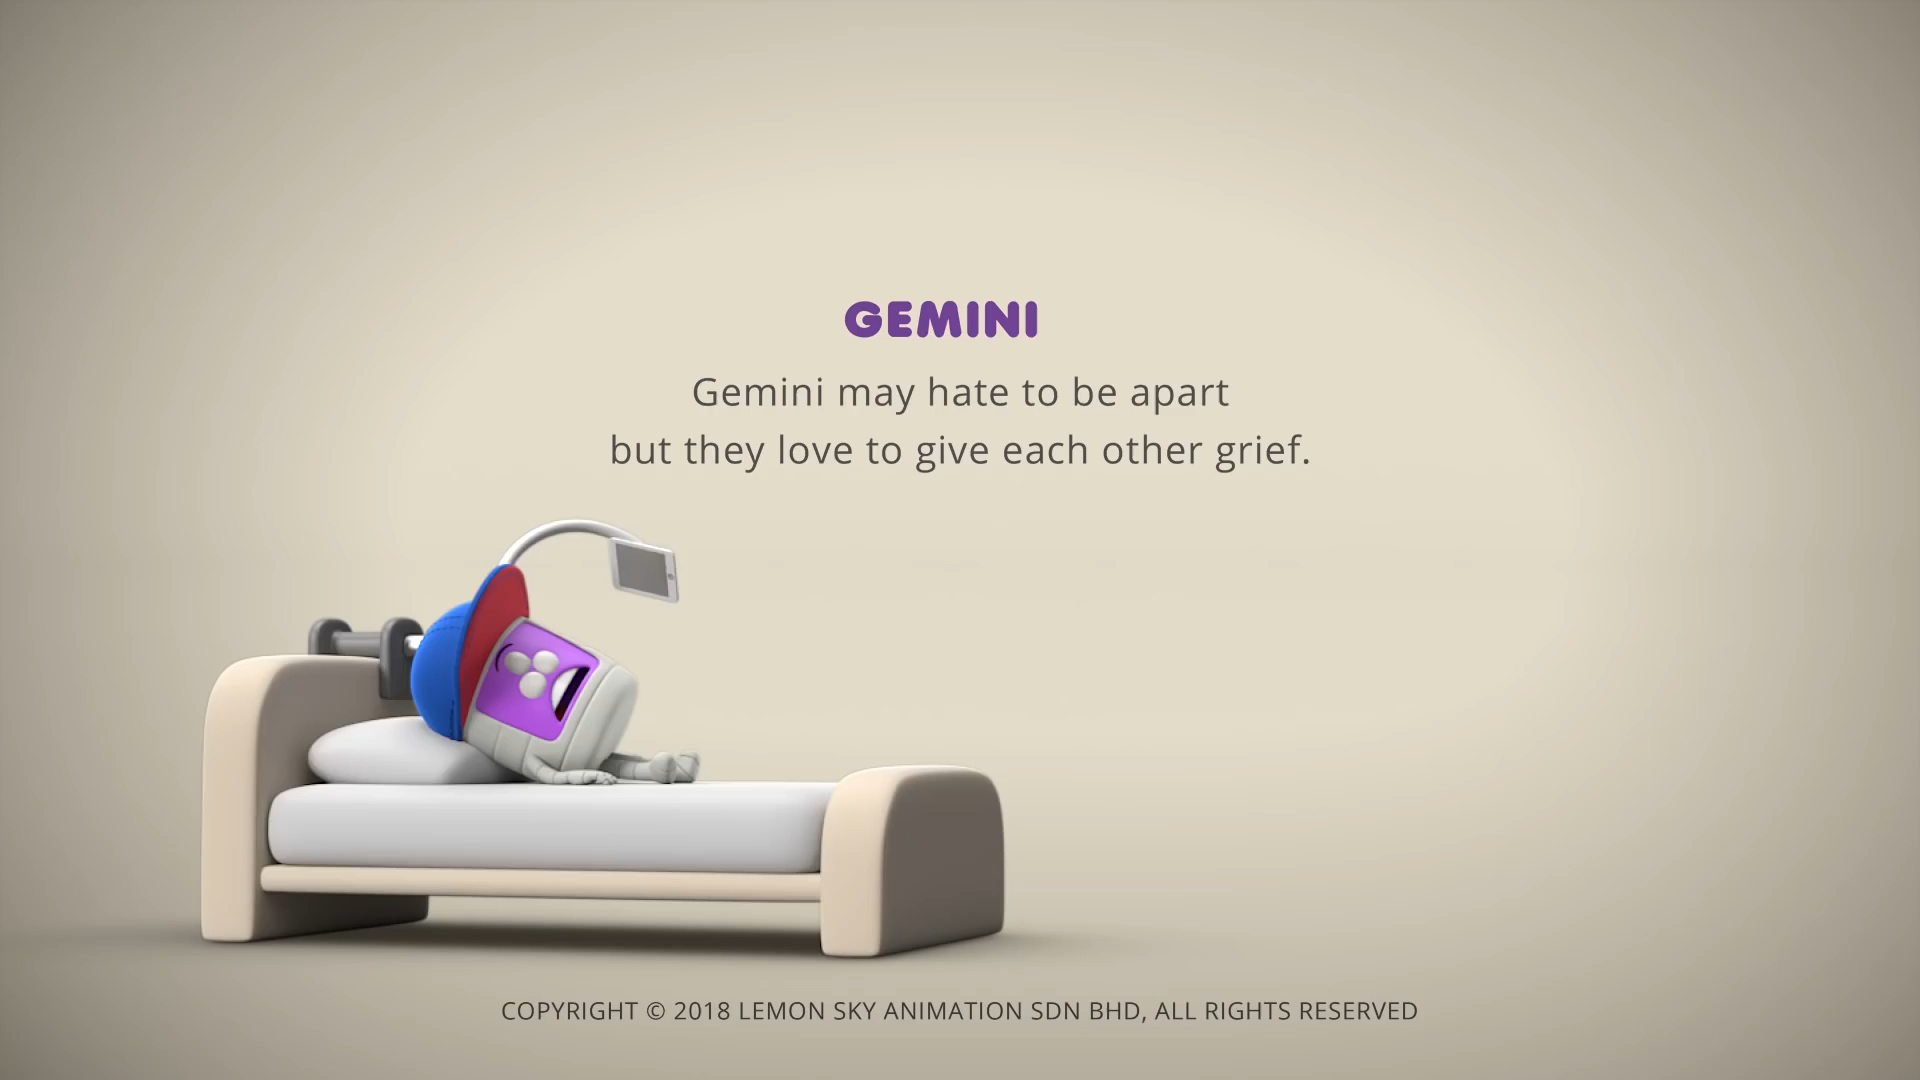 GEMINI
Gemini may hate to be apart
but they love to give each other grief.
COPYRIGHT © 2018 LEMON SKY ANIMATION SDN BHD, ALL RIGHTS RESERVED